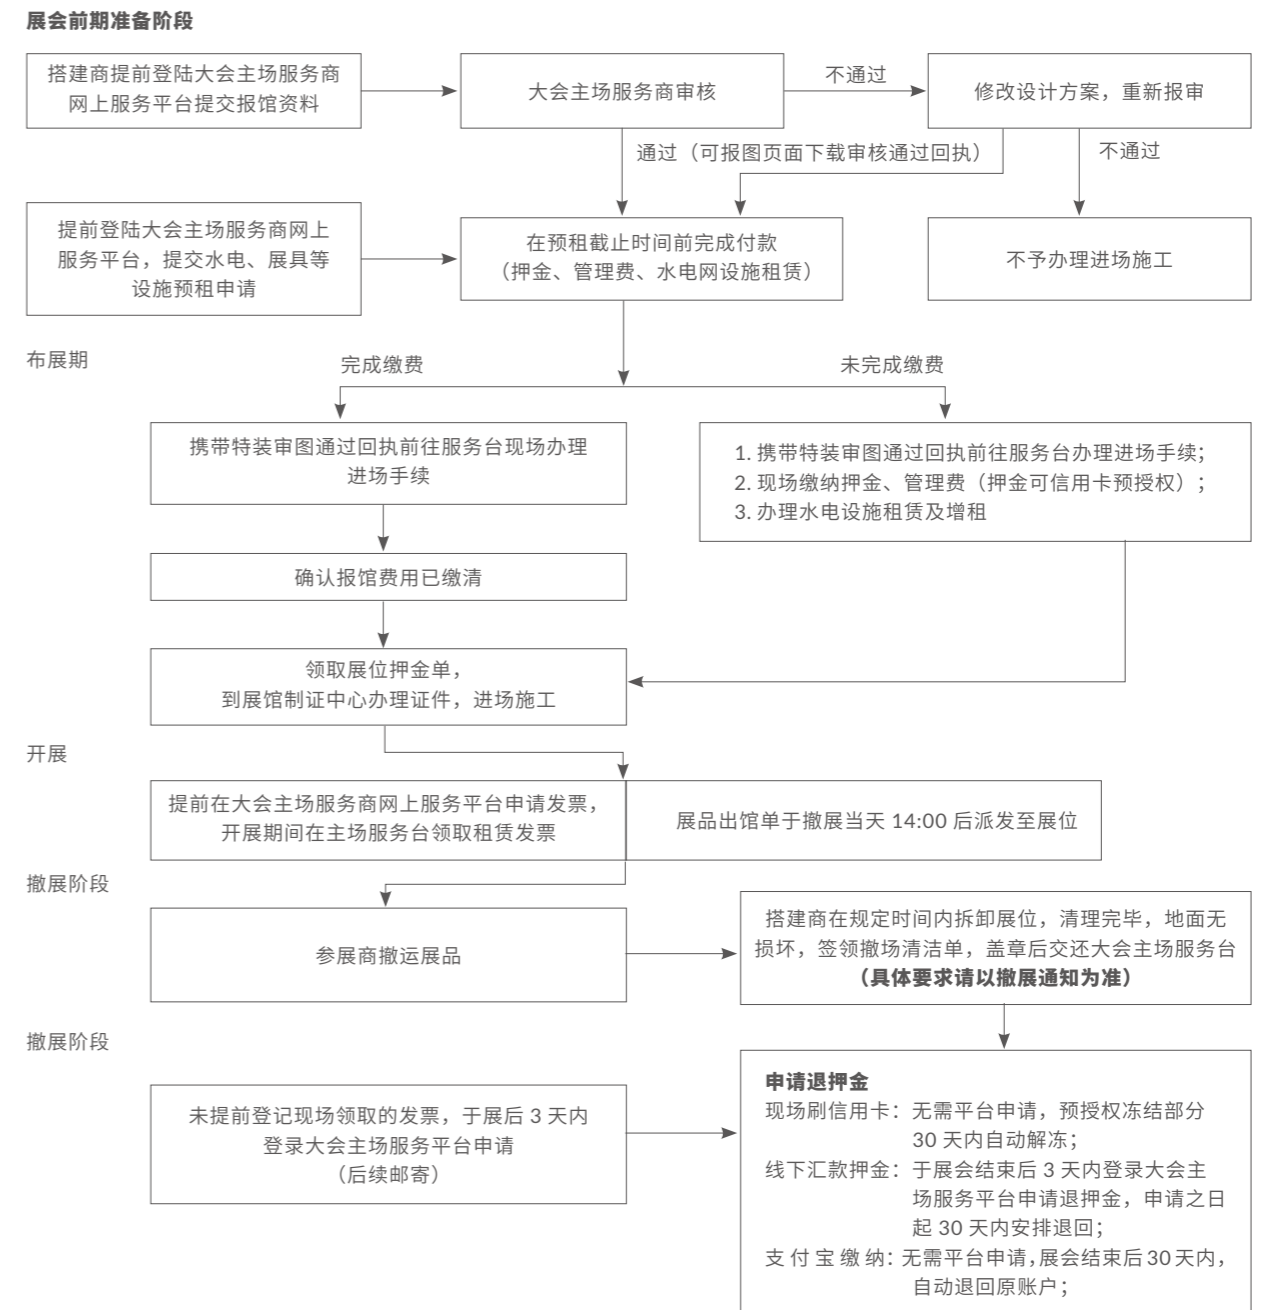 展会前期准备阶段
搭建商提前登陆大会主场服务商
网上服务平台提交报馆资料
大会主场服务商审核
不通过
修改设计方案，重新报审
通过（可报图页面下载审核通过回执）
不通过
提前登陆大会主场服务商网上
服务平台，提交水电、展具等
设施预租申请
在预租截止时间前完成付款
（押金、管理费、水电网设施租赁）
不予办理进场施工
布展期
完成缴费
未完成缴费
携带特装审图通过回执前往服务台现场办理
进场手续
1. 携带特装审图通过回执前往服务台办理进场手续；
2. 现场缴纳押金、管理费（押金可信用卡预授权）；
3. 办理水电设施租赁及增租
确认报馆费用已缴清
领取展位押金单，
到展馆制证中心办理证件，进场施工
开展
提前在大会主场服务商网上服务平台申请发票，
开展期间在主场服务台领取租赁发票
展品出馆单于撤展当天 14:00 后派发至展位
撤展阶段
参展商撤运展品
搭建商在规定时间内拆卸展位，清理完毕，地面无
损坏，签领撤场清洁单，盖章后交还大会主场服务台
（具体要求请以撤展通知为准）
撤展阶段
未提前登记现场领取的发票，于展后 3 天内
登录大会主场服务平台申请
（后续邮寄）
申请退押金
现场刷信用卡：无需平台申请，预授权冻结部分
30 天内自动解冻；
线下汇款押金：于展会结束后 3 天内登录大会主
场服务平台申请退押金，申请之日
起 30 天内安排退回；
支付宝缴纳：无需平台申请，展会结束后30天内，
自动退回原账户；